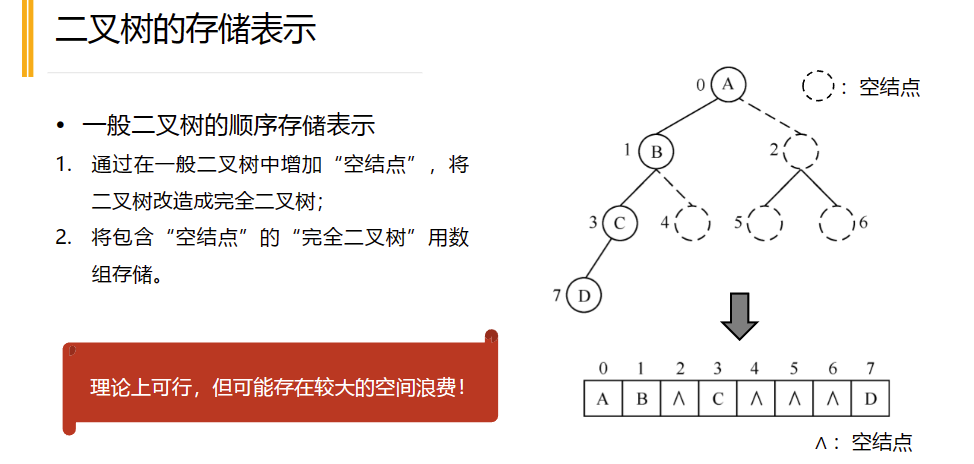 二叉树的存储表示
• 一般二叉树的顺序存储表示
1. 通过在一般二叉树中增加“空结点”，将
二叉树改造成完全二叉树；
2. 将包含“空结点”的“完全二叉树”用数
组存储。
理论上可行，但可能存在较大的空间浪费！
0 A
：空结点
1 B 2
3 C 4 5 6
7 D
0 1 2 3 4 5 6 7
A B ∧ C ∧ ∧ ∧ D
∧：空结点